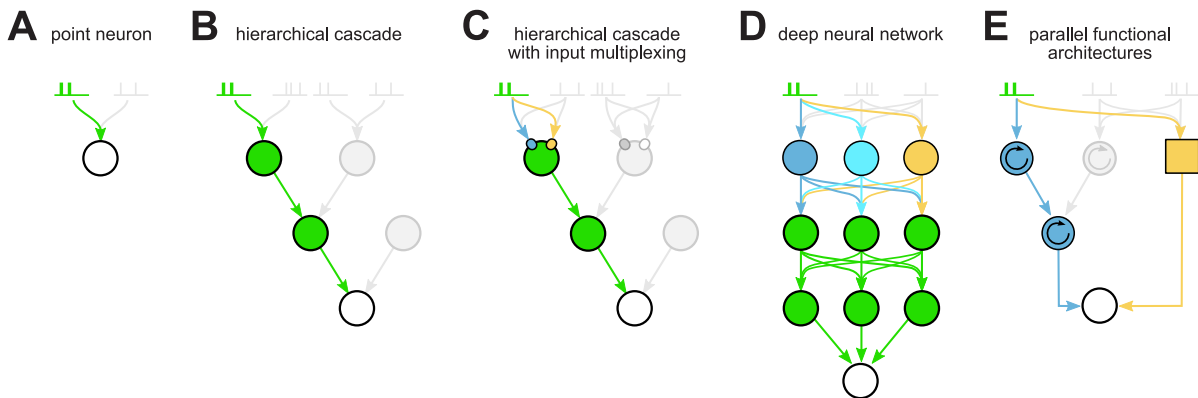 A point neuron
B hierarchical cascade
C hierarchical cascade
with input multiplexing
D deep neural network
E parallel functional
architectures